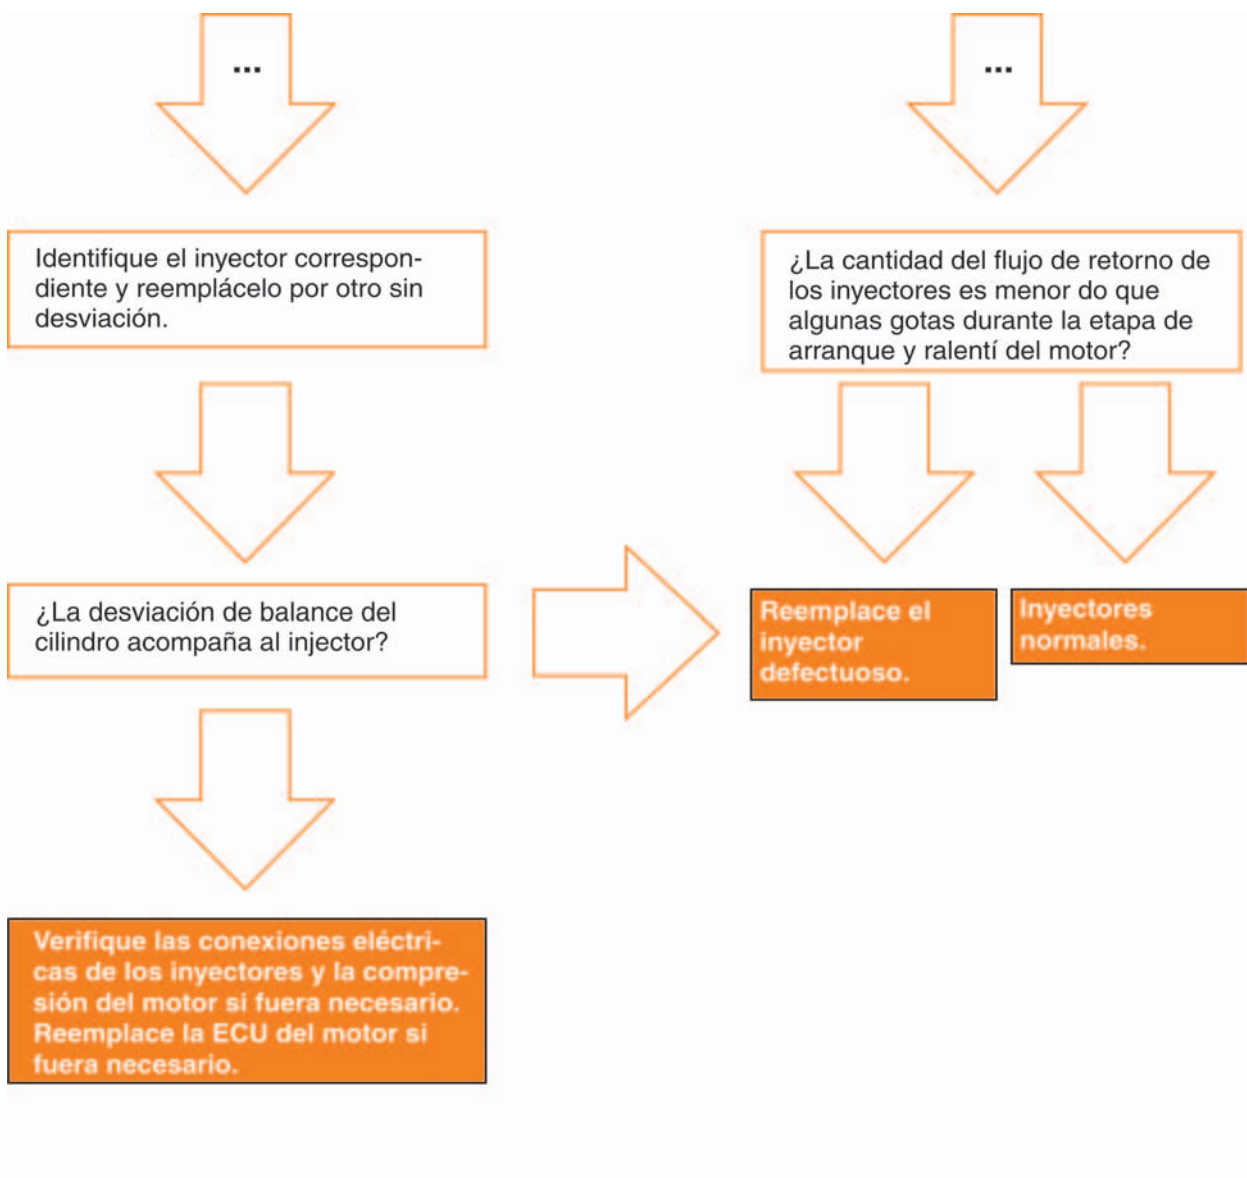 ...
...
Identifique el inyector correspon-
diente y reemplácelo por otro sin
desviación.
¿La cantidad del flujo de retorno de
los inyectores es menor do que
algunas gotas durante la etapa de
arranque y ralentí del motor?
¿La desviación de balance del
cilindro acompaña al injector?
Reemplace el
inyector
defectuoso.
Inyectores
normales.
Verifique las conexiones eléctri-
cas de los inyectores y la compre-
sión del motor si fuera necesario.
Reemplace la ECU del motor si
fuera necesario.